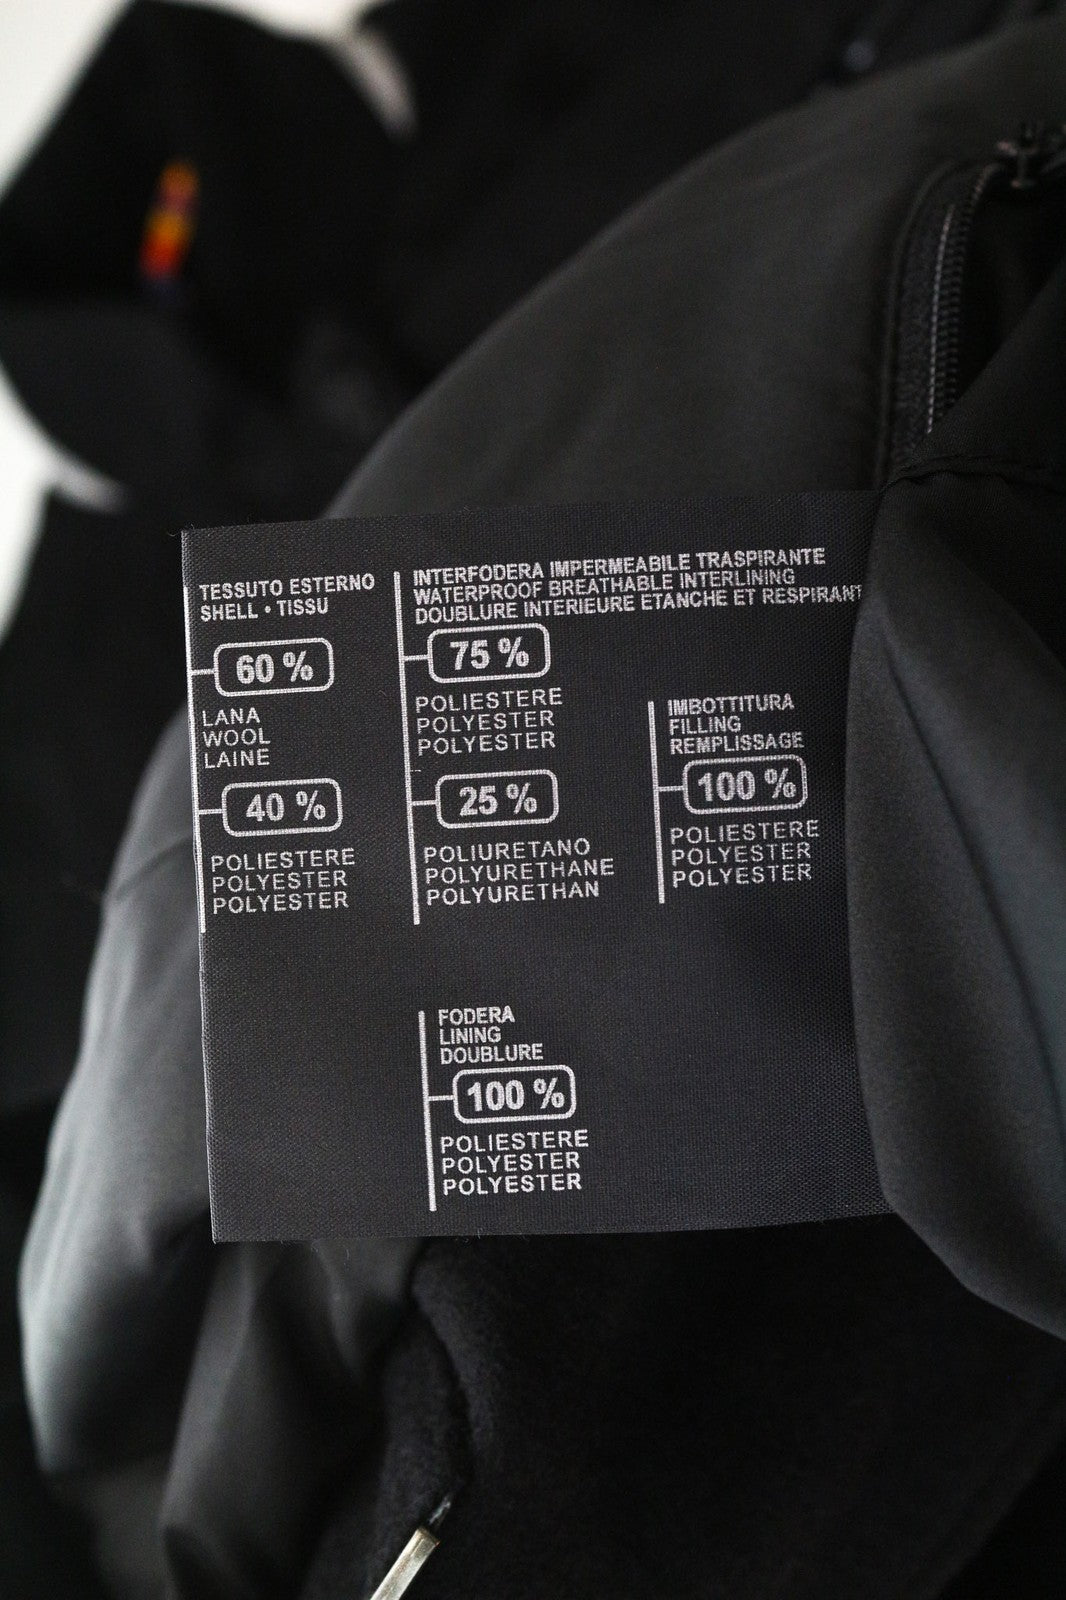 TESSUTO ESTERNO
SHELL • TISSU
60 %
LANA
WOOL
LAINE
40 %
POLIESTERE
POLYESTER
POLYESTER
INTERFODERA IMPERMEABILE TRASPIRANTE
WATERPROOF BREATHABLE INTERLINING
DOUBLURE INTERIEURE ETANCHE ET RESPIRANT
75 %
POLIESTERE
POLYESTER
POLYESTER
25 %
POLIURETANO
POLYURETHANE
POLYURETHAN
IMBOTTITURA
FILLING
REMPLISSAGE
100 %
POLIESTERE
POLYESTER
POLYESTER
FODERA
LINING
DOUBLURE
100 %
POLIESTERE
POLYESTER
POLYESTER